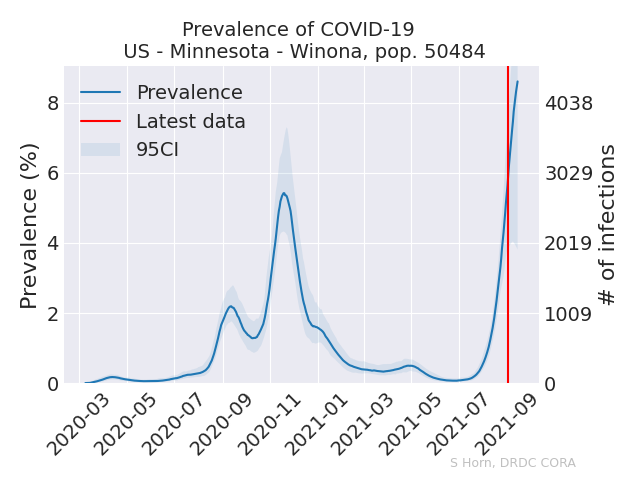 Prevalence of COVID-19
US - Minnesota - Winona, pop. 50484
Prevalence
Latest data
95CI
Prevalence (%)
8
6
4
2
0
4038
3029
2019
1009
0
# of infections
2020-03
2020-05
2020-07
2020-09
2020-11
2021-01
2021-03
2021-05
2021-07
2021-09
S Horn, DRDC CORA